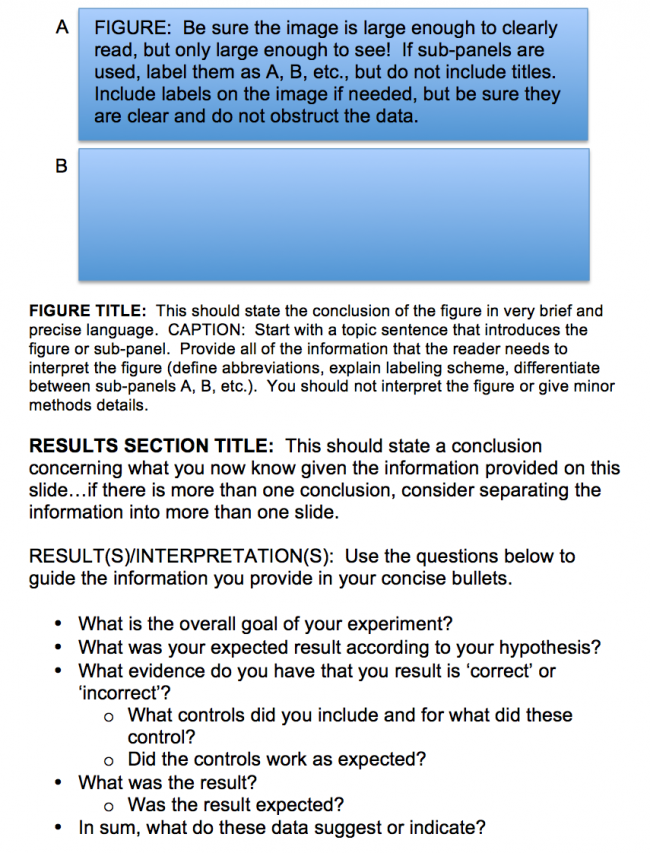 A
FIGURE: Be sure the image is large enough to clearly
read, but only large enough to see! If sub-panels are
used, label them as A, B, etc., but do not include titles.
Include labels on the image if needed, but be sure they
are clear and do not obstruct the data.
B
FIGURE TITLE: This should state the conclusion of the figure in very brief and
precise language. CAPTION: Start with a topic sentence that introduces the
figure or sub-panel. Provide all of the information that the reader needs to
interpret the figure (define abbreviations, explain labeling scheme, differentiate
between sub-panels A, B, etc.). You should not interpret the figure or give minor
methods details.
RESULTS SECTION TITLE: This should state a conclusion
concerning what you now know given the information provided on this
slide…if there is more than one conclusion, consider separating the
information into more than one slide.
RESULT(S)/INTERPRETATION(S): Use the questions below to
guide the information you provide in your concise bullets.
• What is the overall goal of your experiment?
• What was your expected result according to your hypothesis?
• What evidence do you have that you result is ‘correct’ or
‘incorrect’?
o What controls did you include and for what did these
control?
o Did the controls work as expected?
• What was the result?
o Was the result expected?
• In sum, what do these data suggest or indicate?